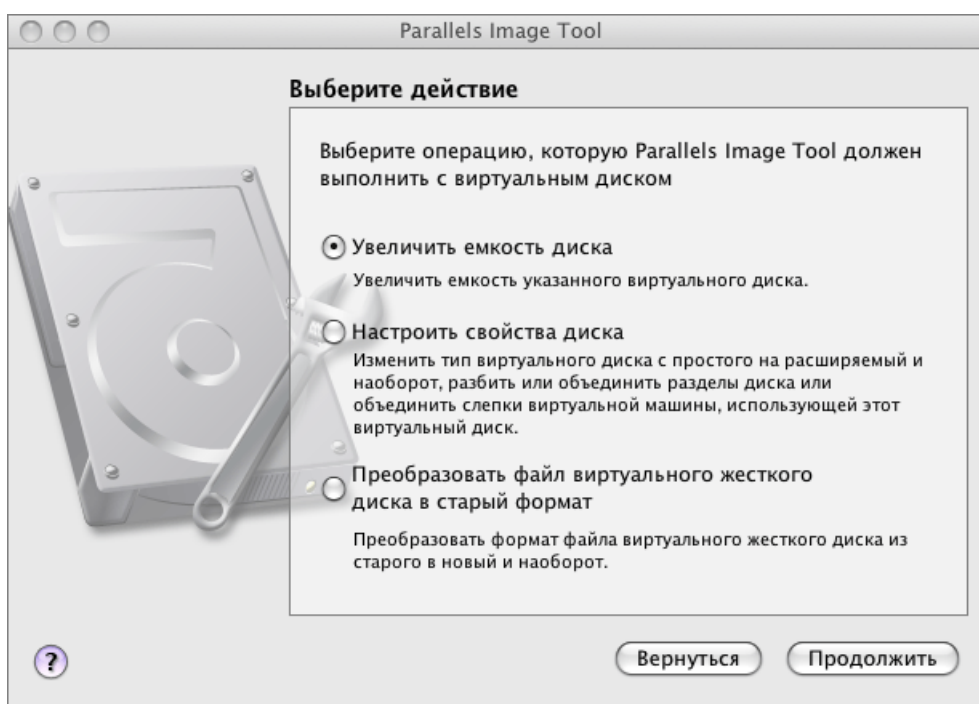 Parallels Image Tool
Выберите действие
Выберите операцию, которую Parallels Image Tool должен
выполнить с виртуальным диском
Увеличить емкость диска
Увеличить емкость указанного виртуального диска.
Настроить свойства диска
Изменить тип виртуального диска с простого на расширяемый и
наоборот, разбить или объединить разделы диска или
объединить слепки виртуальной машины, использующей этот
виртуальный диск.
Преобразовать файл виртуального жесткого
диска в старый формат
Преобразовать формат файла виртуального жесткого диска из
старого в новый и наоборот.
?
Вернуться
Продолжить